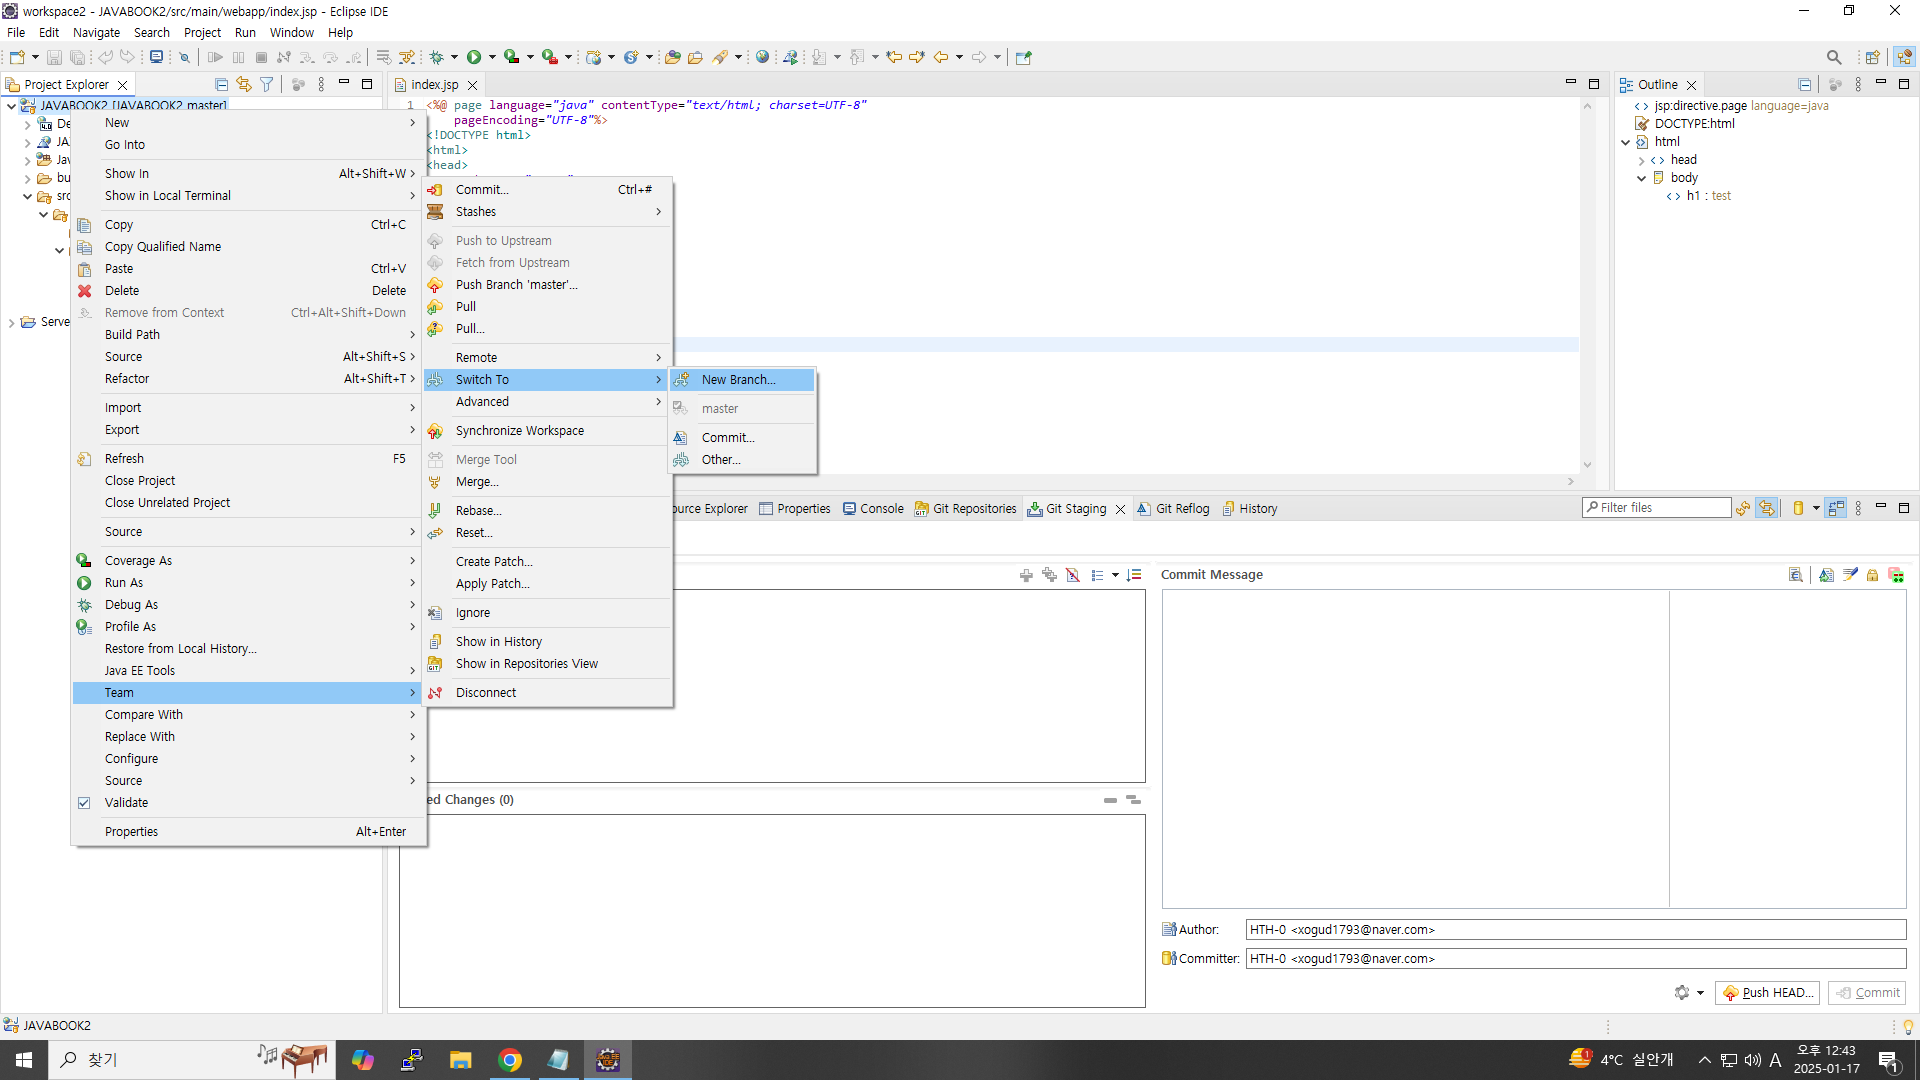 workspace2 - JAVABOOK2/src/main/webapp/index.jsp - Eclipse IDE
File Edit Navigate Search Project Run Window Help
Project Explorer
JAVABOOK2 [JAVABOOK2 master]
De
JA
Jav
bu
src
Serve
New
Go Into
Show In Alt+Shift+W
Show in Local Terminal
Copy Ctrl+C
Copy Qualified Name
Paste Ctrl+V
Delete Delete
Remove from Context Ctrl+Alt+Shift+Down
Build Path
Source Alt+Shift+S
Refactor Alt+Shift+T
Import
Export
Refresh F5
Close Project
Close Unrelated Project
Source
Coverage As
Run As
Debug As
Profile As
Restore from Local History...
Java EE Tools
Team
Compare With
Replace With
Configure
Source
Validate
Properties Alt+Enter
Commit... Ctrl+#
Stashes
Push to Upstream
Fetch from Upstream
Push Branch 'master'...
Pull
Pull...
Remote
Switch To
Advanced
Synchronize Workspace
Merge Tool
Merge...
Rebase...
Reset...
Create Patch...
Apply Patch...
Ignore
Show in History
Show in Repositories View
Disconnect
New Branch...
master
Commit...
Other...
index.jsp
1 <%@ page language="java" contentType="text/html; charset=UTF-8"
pageEncoding="UTF-8"%>
<!DOCTYPE html>
<html>
<head>
Outline
jsp:directive.page language=java
DOCTYPE:html
html
head
body
h1 : test
ource Explorer Properties Console Git Repositories Git Staging Git Reflog History
Filter files
ed Changes (0)
Commit Message
Author: HTH-0 <xogud1793@naver.com>
Committer: HTH-0 <xogud1793@naver.com>
Push HEAD... Commit
JAVABOOK2
찾기
4°C 실안개
A
오후 12:43
2025-01-17
1